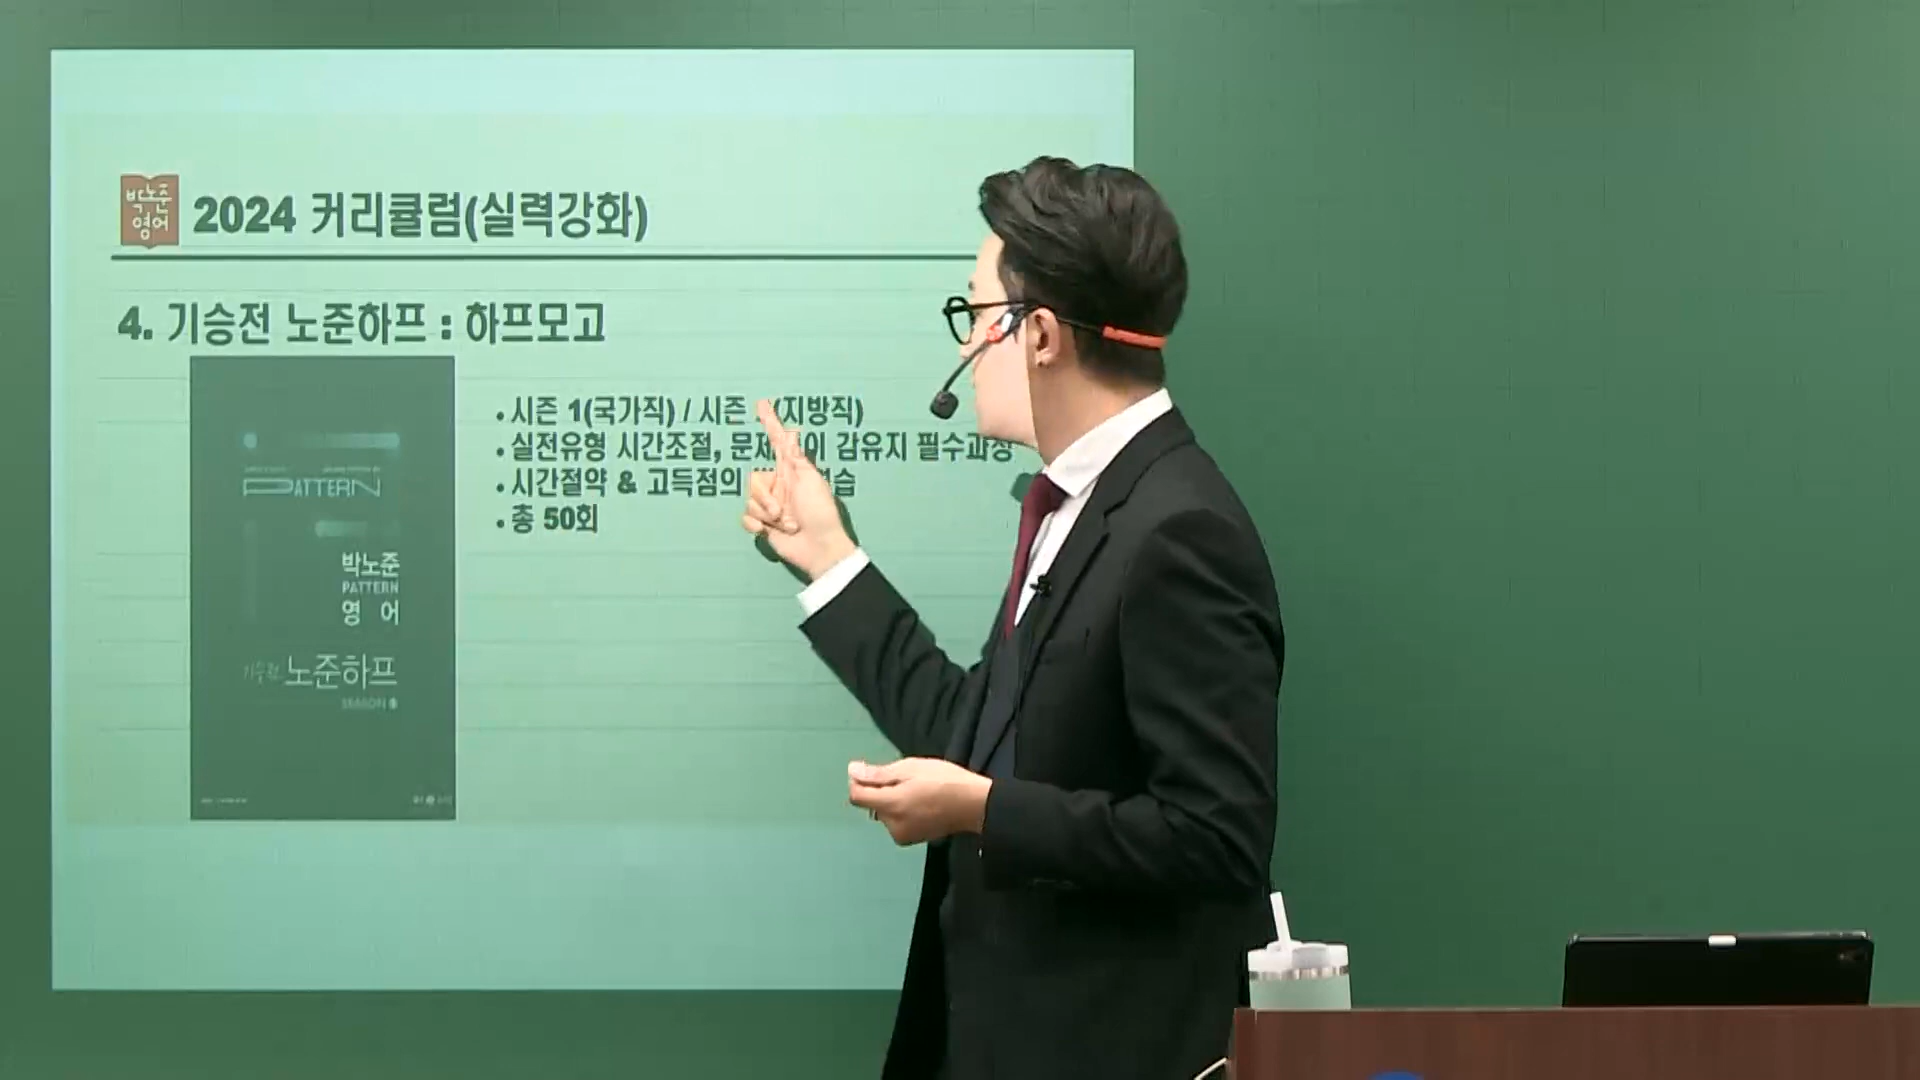 박노준
영어
2024 커리큘럼(실력강화)
4. 기승전 노준하프 : 하프모고
• 시즌 1(국가직) / 시즌 (지방직)
• 실전유형 시간조절, 문제 이 감유지 필수과정
• 시간절약 & 고득점의
• 총 50회
PATTERN
박노준
PATTERN
영 어
기승전 노준하프
SEASON